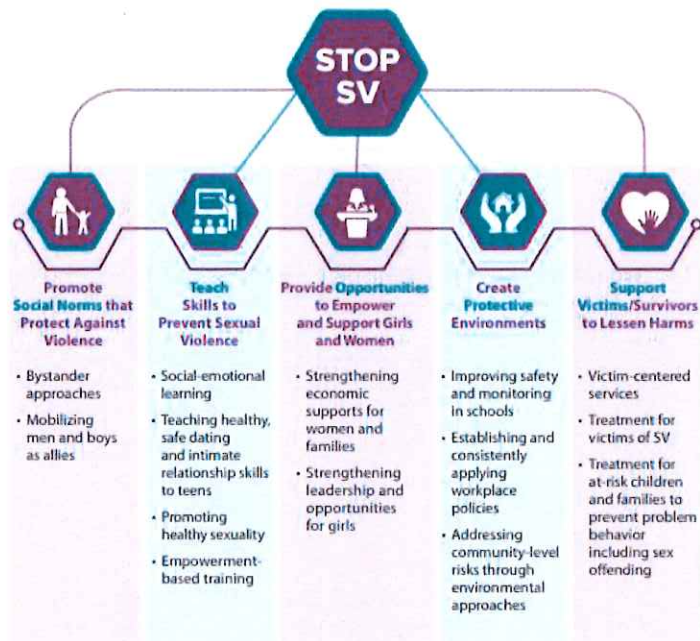 STOP
SV
Promote
Social Norms that
Protect Against
Violence
• Bystander
approaches
• Mobilizing
men and boys
as allies
Teach
Skills to
Prevent Sexual
Violence
• Social-emotional
learning
• Teaching healthy,
safe dating
and intimate
relationship skills
to teens
• Promoting
healthy sexuality
• Empowerment-
based training
Provide Opportunities
to Empower
and Support Girls
and Women
• Strengthening
economic
supports for
women and
families
• Strengthening
leadership and
opportunities
for girls
Create
Protective
Environments
• Improving safety
and monitoring
in schools
• Establishing and
consistently
applying
workplace
policies
• Addressing
community-level
risks through
environmental
approaches
Support
Victims/Survivors
to Lessen Harms
• Victim-centered
services
• Treatment for
victims of SV
• Treatment for
at-risk children
and families to
prevent problem
behavior
including sex
offending